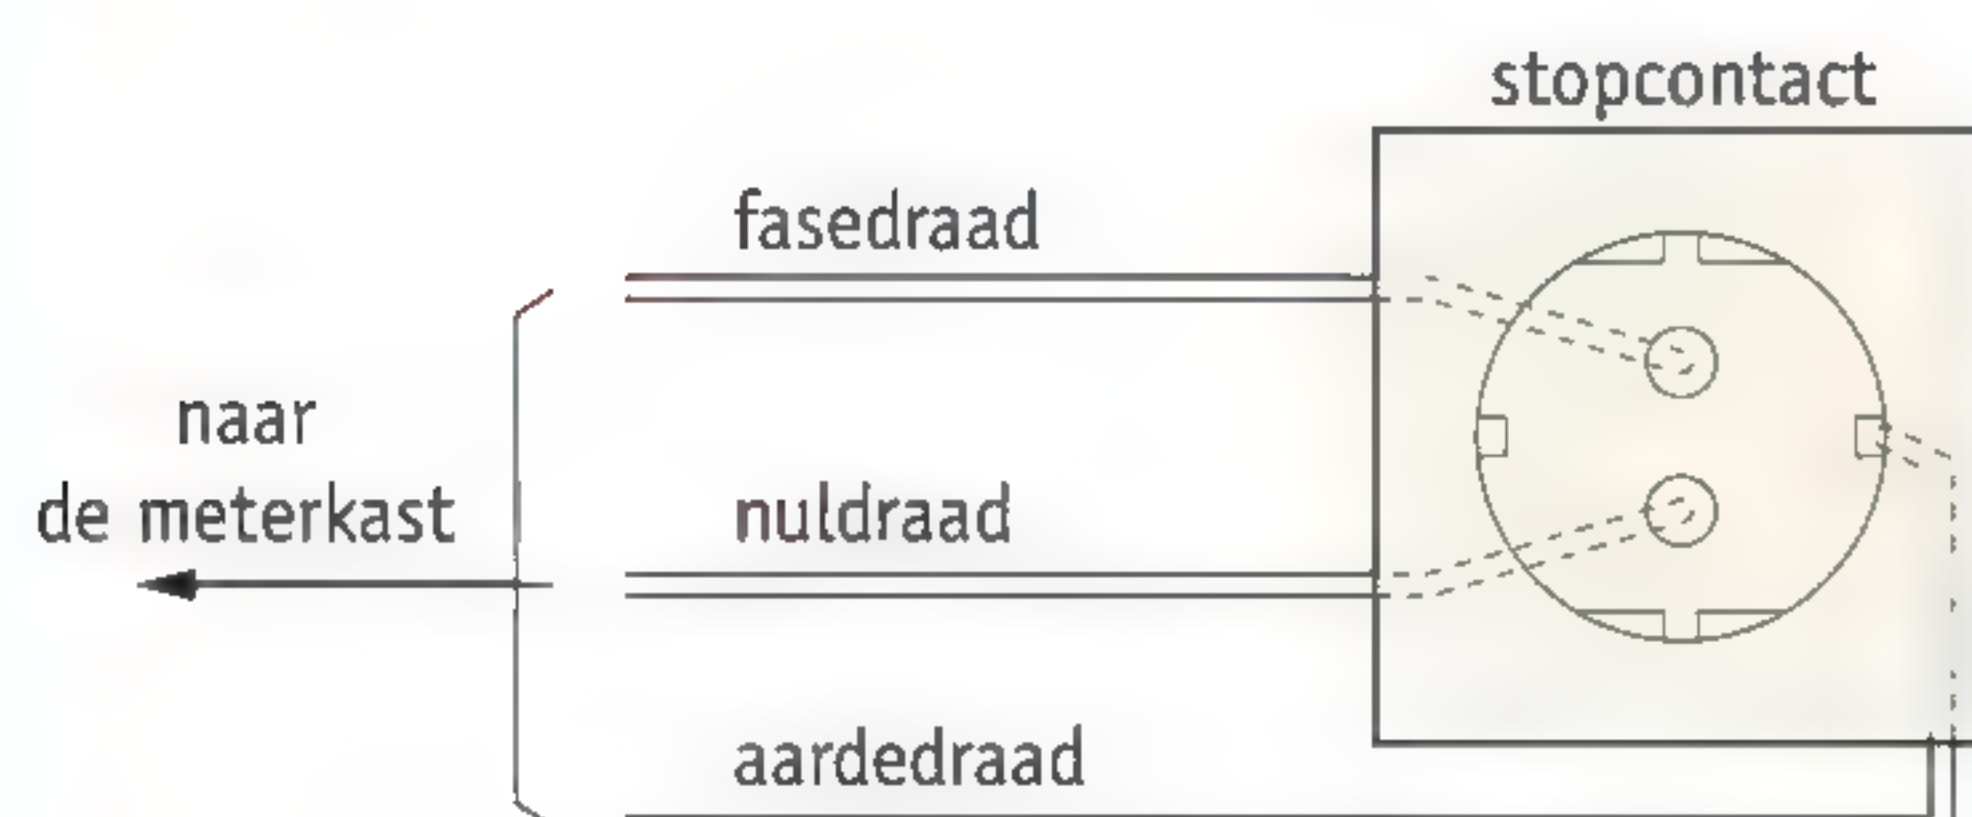 stopcontact
fasedraad
naar
de meterkast
nuldraad
aardedraad